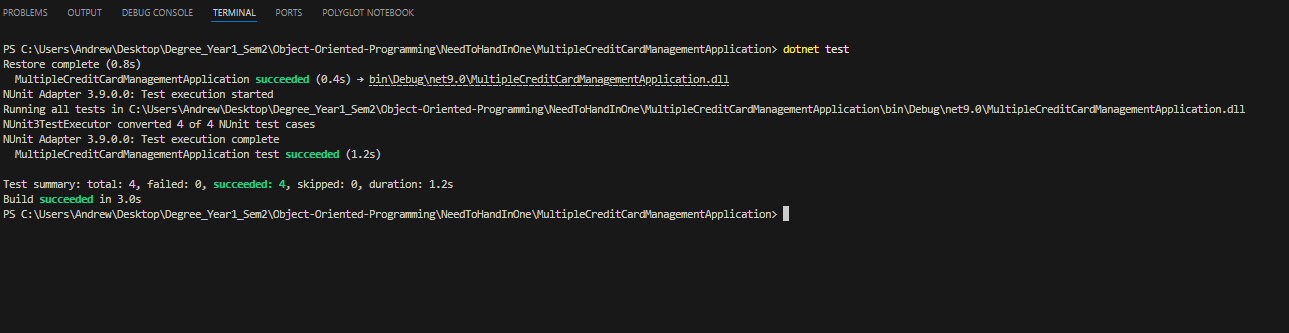 PROBLEMS OUTPUT DEBUG CONSOLE TERMINAL PORTS POLYGLOT NOTEBOOK
PS C:\Users\Andrew\Desktop\Degree_Year1_Sem2\Object-Oriented-Programming\NeedToHandInOne\MultipleCreditCardManagementApplication> dotnet test
Restore complete (0.8s)
MultipleCreditCardManagementApplication succeeded (0.4s) → bin\Debug\net9.0\MultipleCreditCardManagementApplication.dll
NUnit Adapter 3.9.0.0: Test execution started
Running all tests in C:\Users\Andrew\Desktop\Degree_Year1_Sem2\Object-Oriented-Programming\NeedToHandInOne\MultipleCreditCardManagementApplication\bin\Debug\net9.0\MultipleCreditCardManagementApplication.dll
NUnit3TestExecutor converted 4 of 4 NUnit test cases
NUnit Adapter 3.9.0.0: Test execution complete
MultipleCreditCardManagementApplication test succeeded (1.2s)
Test summary: total: 4, failed: 0, succeeded: 4, skipped: 0, duration: 1.2s
Build succeeded in 3.0s
PS C:\Users\Andrew\Desktop\Degree_Year1_Sem2\Object-Oriented-Programming\NeedToHandInOne\MultipleCreditCardManagementApplication>